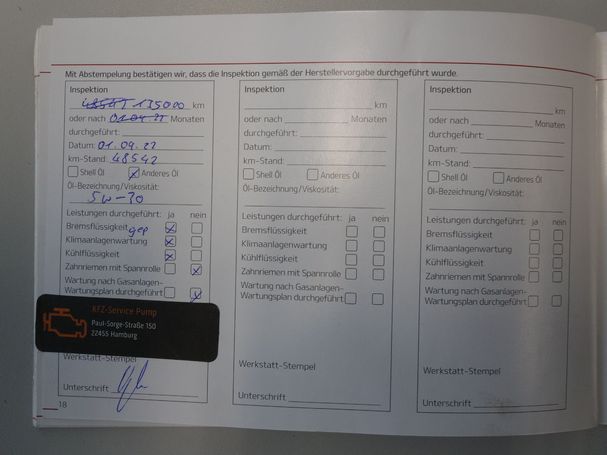 Mit Abstempelung bestätigen wir, dass die Inspektion gemäß der Herstellervorgabe durchgeführt wurde.
Inspektion
135000 km
oder nach Monaten
durchgeführt:
Datum: 01.09.22
km-Stand: 48542
Shell Öl Anderes Öl
Öl-Bezeichnung/Viskosität:
5W-30
Leistungen durchgeführt: ja nein
Bremsflüssigkeit gep
Klimaanlagenwartung
Kühlflüssigkeit
Zahnriemen mit Spannrolle
Wartung nach Gasanlagen-
Wartungsplan durchgeführt
KFZ-Service Pump
Paul-Sorge-Straße 150
22455 Hamburg
Werkstatt-Stempel
Unterschrift
18
Inspektion
km
oder nach Monaten
durchgeführt:
Datum:
km-Stand:
Shell Öl Anderes Öl
Öl-Bezeichnung/Viskosität:
Leistungen durchgeführt: ja nein
Bremsflüssigkeit
Klimaanlagenwartung
Kühlflüssigkeit
Zahnriemen mit Spannrolle
Wartung nach Gasanlagen-
Wartungsplan durchgeführt
Werkstatt-Stempel
Unterschrift
Inspektion
km
oder nach Monaten
durchgeführt:
Datum:
km-Stand:
Shell Öl Anderes Öl
Öl-Bezeichnung/Viskosität:
Leistungen durchgeführt: ja nein
Bremsflüssigkeit
Klimaanlagenwartung
Kühlflüssigkeit
Zahnriemen mit Spannrolle
Wartung nach Gasanlagen-
Wartungsplan durchgeführt
Werkstatt-Stempel
Unterschrift